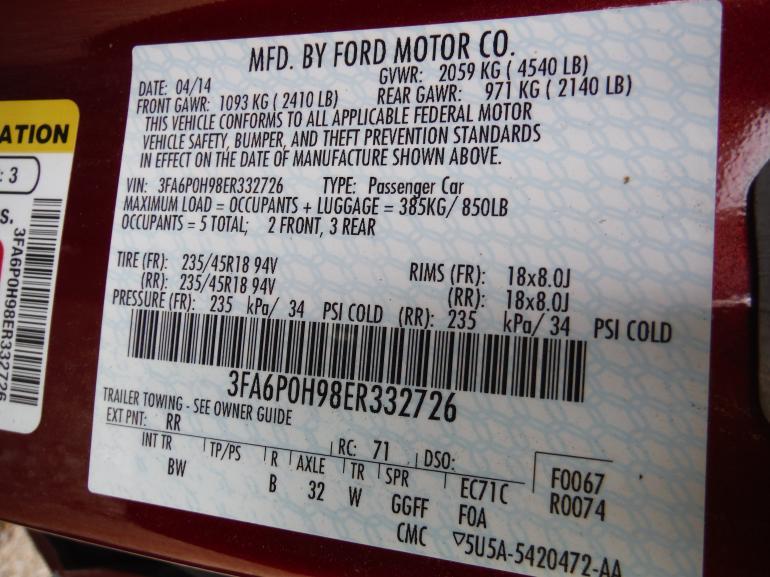 ATION
: 3
S.
3FA6P0H98ER332726
MFD. BY FORD MOTOR CO.
DATE: 04/14 GVWR: 2059 KG ( 4540 LB)
FRONT GAWR: 1093 KG ( 2410 LB) REAR GAWR: 971 KG ( 2140 LB)
THIS VEHICLE CONFORMS TO ALL APPLICABLE FEDERAL MOTOR
VEHICLE SAFETY, BUMPER, AND THEFT PREVENTION STANDARDS
IN EFFECT ON THE DATE OF MANUFACTURE SHOWN ABOVE.
VIN: 3FA6P0H98ER332726 TYPE: Passenger Car
MAXIMUM LOAD = OCCUPANTS + LUGGAGE = 385KG/ 850LB
OCCUPANTS = 5 TOTAL; 2 FRONT, 3 REAR
TIRE (FR): 235/45R18 94V RIMS (FR): 18x8.0J
(RR): 235/45R18 94V (RR): 18x8.0J
PRESSURE (FR): 235 kPa/ 34 PSI COLD (RR): 235 kPa/ 34 PSI COLD
3FA6P0H98ER332726
TRAILER TOWING - SEE OWNER GUIDE
EXT PNT: RR RC: 71 DSO:
INT TR TP/PS R AXLE TR SPR EC71C F0067
BW B 32 W GGFF F0A R0074
CMC ▽5U5A-5420472-AA